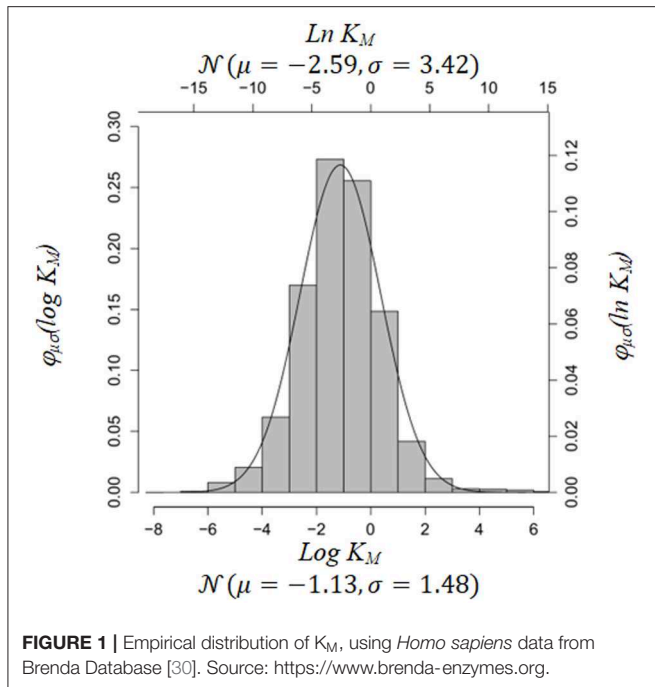 Ln K_M
𝒩(μ = −2.59, σ = 3.42)
−15 −10 −5 0 5 10 15
0.30
0.25
0.20
0.15
0.10
0.05
0.00
φμσ(log K_M)
0.12
0.10
0.08
0.06
0.04
0.02
0.00
φμσ(ln K_M)
−8 −6 −4 −2 0 2 4 6
Log K_M
𝒩(μ = −1.13, σ = 1.48)
FIGURE 1 | Empirical distribution of K_M, using Homo sapiens data from
Brenda Database [30]. Source: https://www.brenda-enzymes.org.